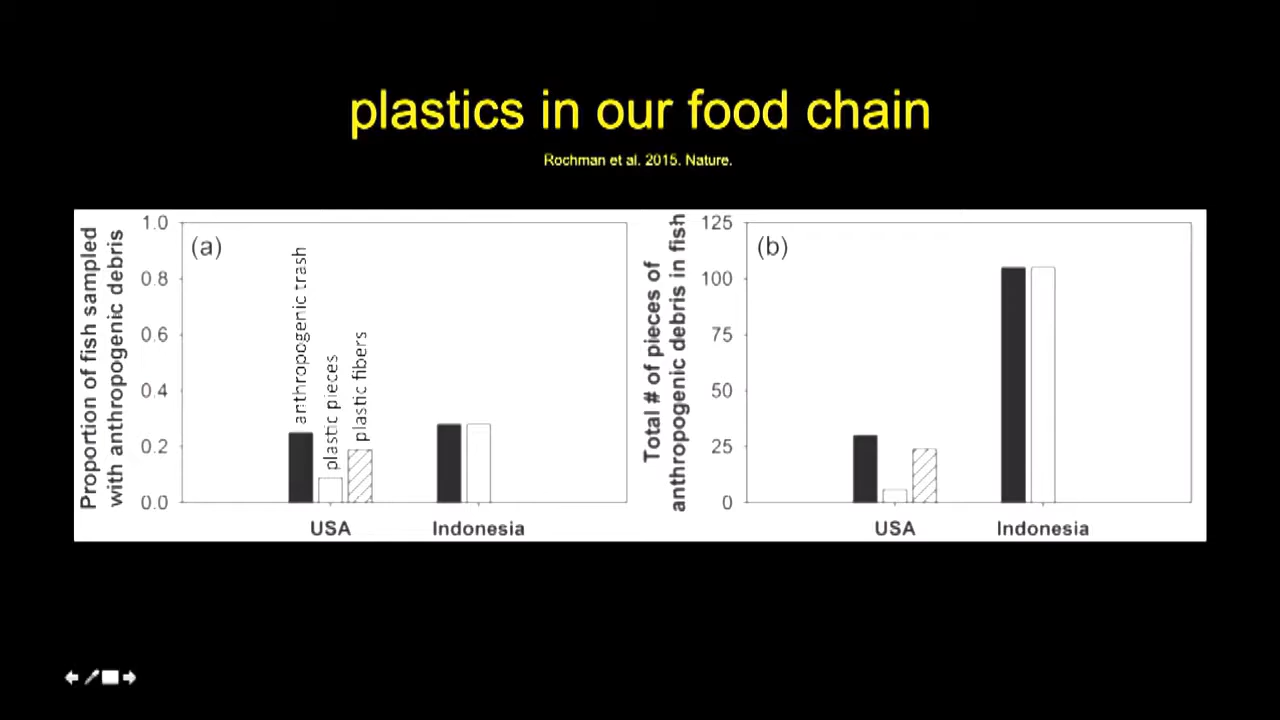 plastics in our food chain
Rochman et al. 2015. Nature.
Proportion of fish sampled
with anthropogenic debris
1.0
0.8
0.6
0.4
0.2
0.0
(a)
anthropogenic trash
plastic pieces
plastic fibers
USA
Indonesia
Total # of pieces of
anthropogenic debris in fish
125
100
75
50
25
0
(b)
USA
Indonesia